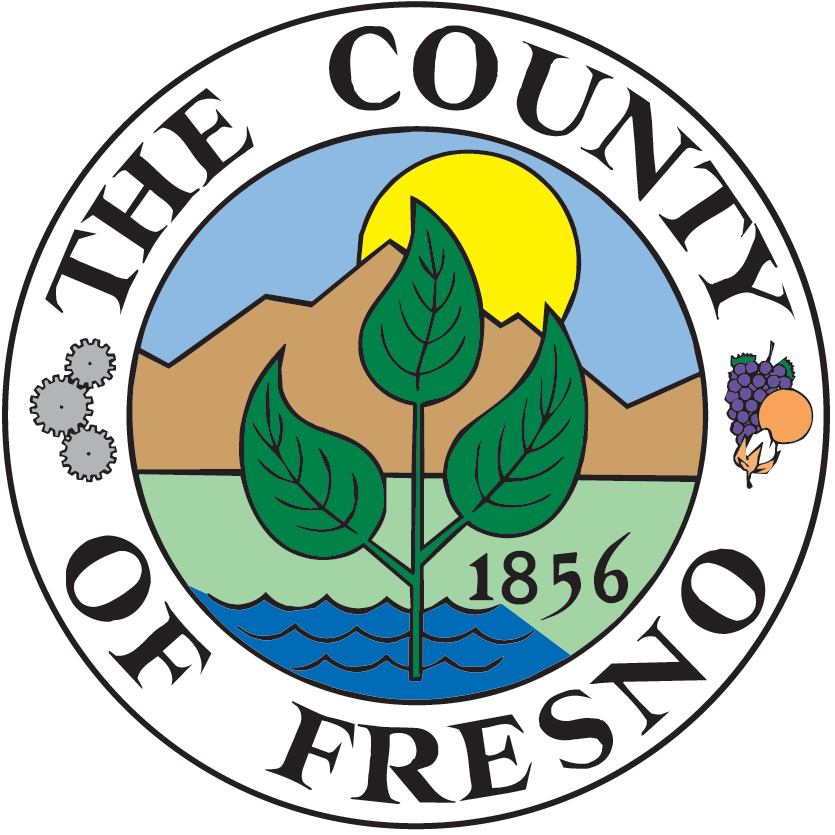 THE COUNTY
OF FRESNO
1856